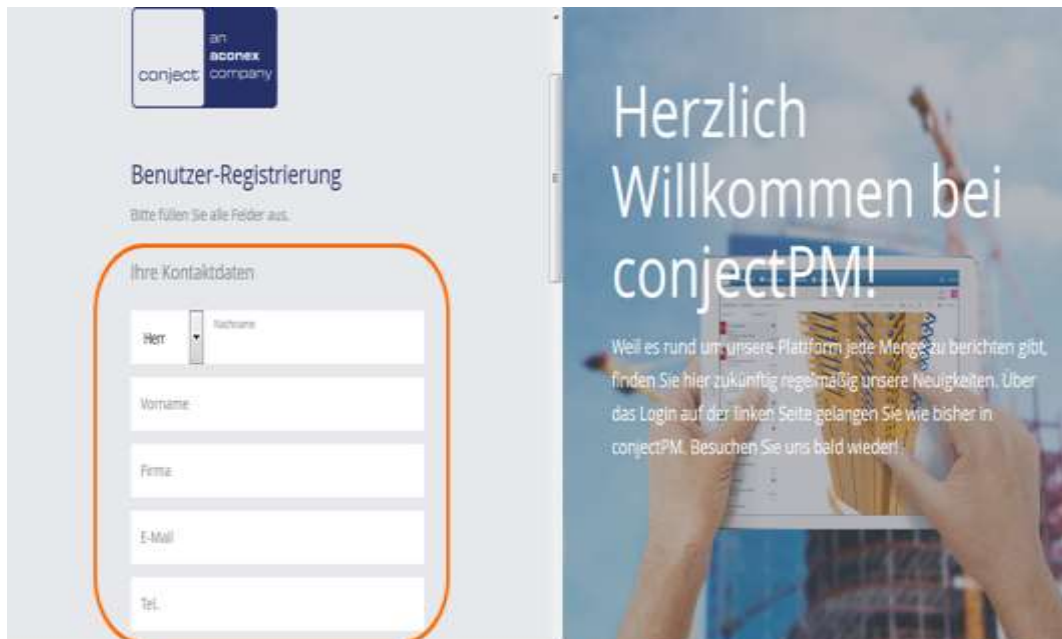 conject
an
aconex
company
Benutzer-Registrierung
Bitte füllen Sie alle Felder aus.
Ihre Kontaktdaten
Herr
Nachname
Vorname
Firma
E-Mail
Tel.
Herzlich
Willkommen bei
conjectPM!
Weil es rund um unsere Plattform jede Menge zu berichten gibt,
finden Sie hier zukünftig regelmäßig unsere Neuigkeiten. Über
das Login auf der linken Seite gelangen Sie wie bisher in
conjectPM. Besuchen Sie uns bald wieder!